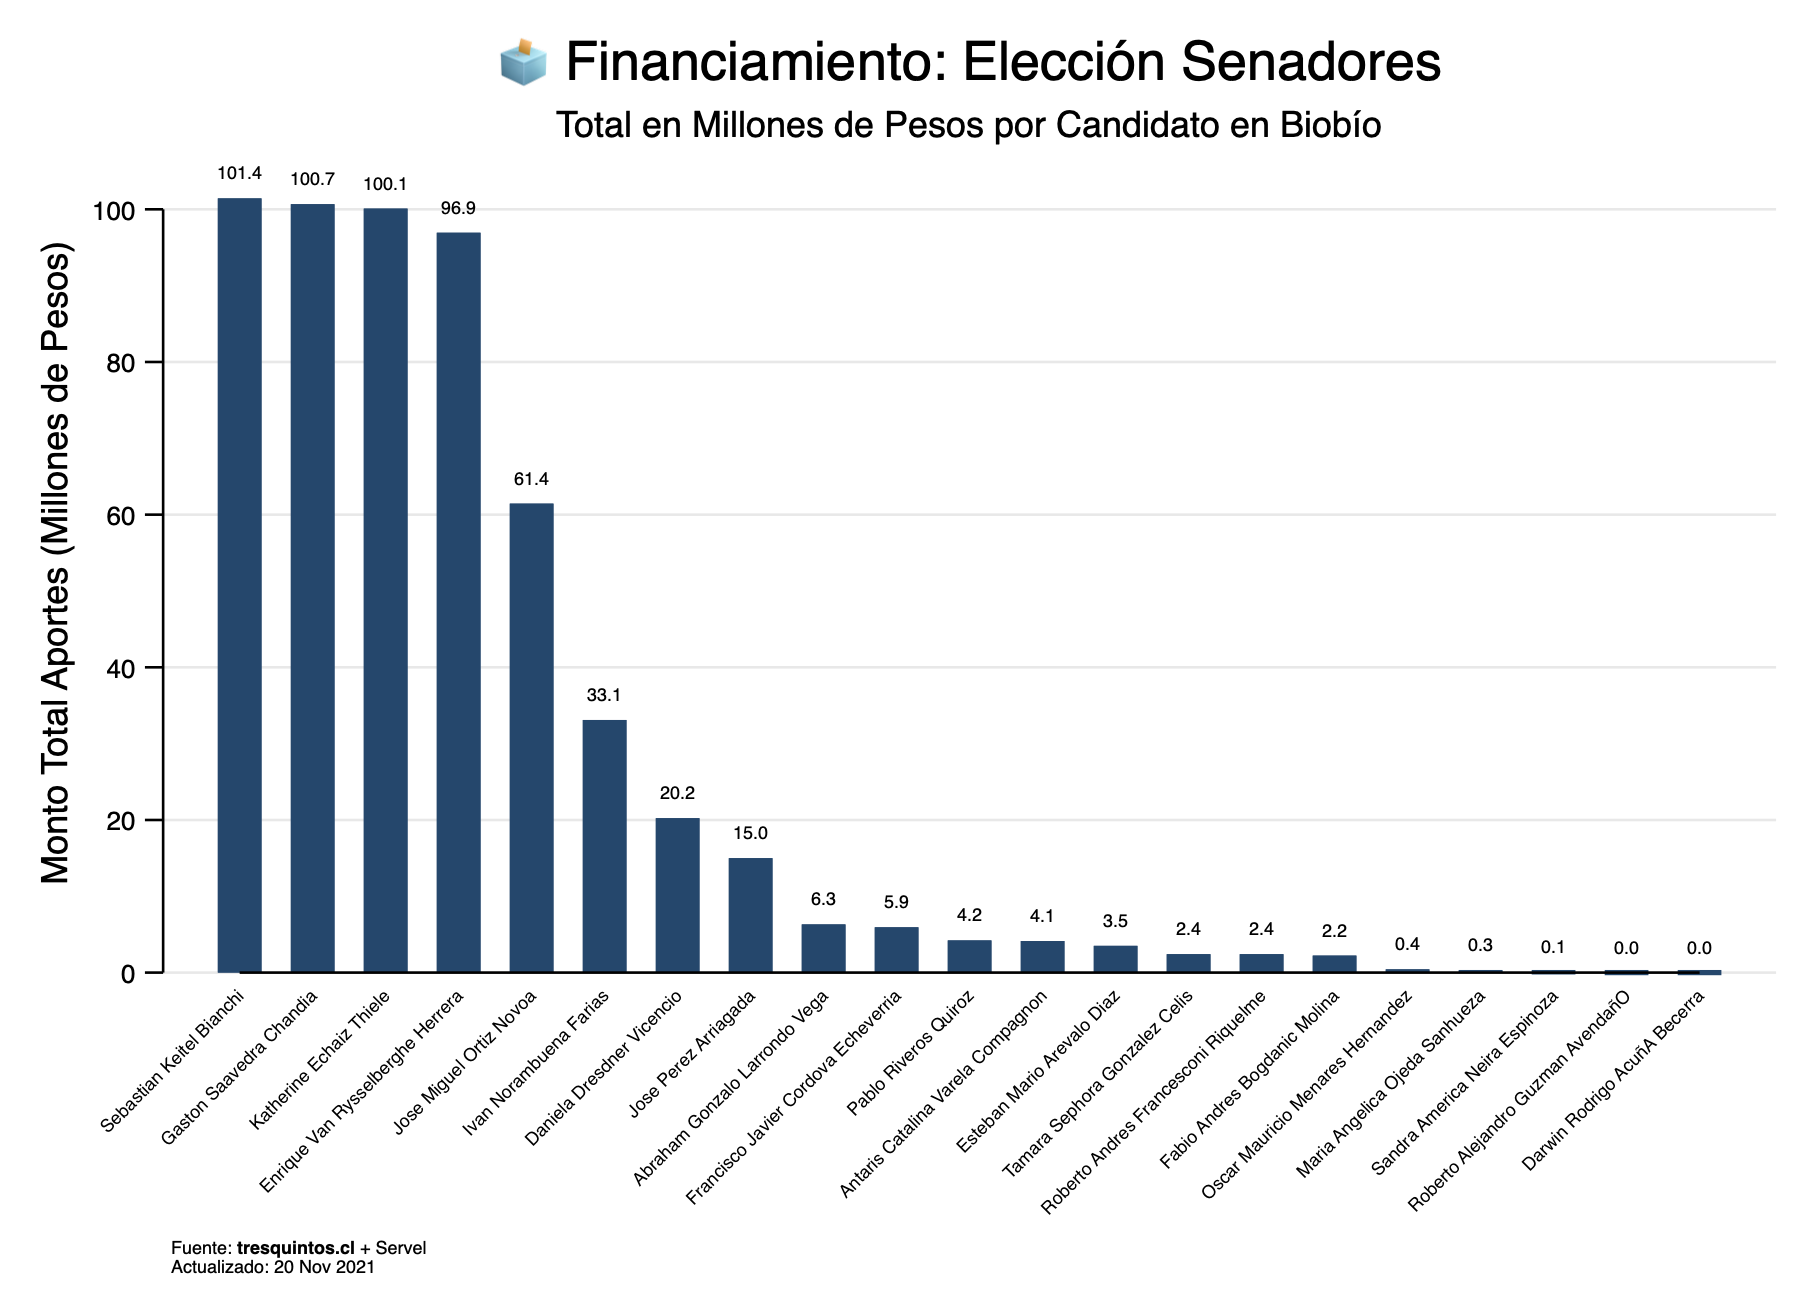 Financiamiento: Elección Senadores
Total en Millones de Pesos por Candidato en Biobío
Monto Total Aportes (Millones de Pesos)
100
80
60
40
20
0
101.4
100.7
100.1
96.9
61.4
33.1
20.2
15.0
6.3
5.9
4.2
4.1
3.5
2.4
2.4
2.2
0.4
0.3
0.1
0.0
0.0
Sebastian Keitel Bianchi
Gaston Saavedra Chandia
Katherine Echaiz Thiele
Enrique Van Rysselberghe Herrera
Jose Miguel Ortiz Novoa
Ivan Norambuena Farias
Daniela Dresdner Vicencio
Jose Perez Arriagada
Abraham Gonzalo Larrondo Vega
Francisco Javier Cordova Echeverria
Pablo Riveros Quiroz
Antaris Catalina Varela Compagnon
Esteban Mario Arevalo Diaz
Tamara Sephora Gonzalez Celis
Roberto Andres Francesconi Riquelme
Fabio Andres Bogdanic Molina
Oscar Mauricio Menares Hernandez
Maria Angelica Ojeda Sanhueza
Sandra America Neira Espinoza
Roberto Alejandro Guzman AvendañO
Darwin Rodrigo AcuñA Becerra
Fuente: tresquintos.cl + Servel
Actualizado: 20 Nov 2021